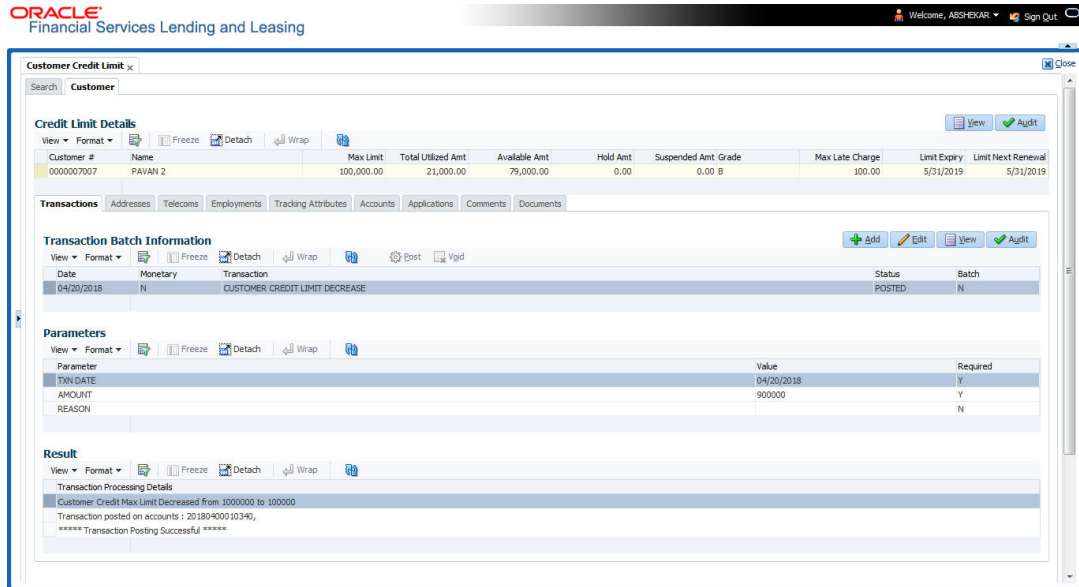 ORACLE
Welcome, ABSHEKAR Sign Out
Financial Services Lending and Leasing
Customer Credit Limit x Close
Search Customer
Credit Limit Details View Audit
View Format Freeze Detach Wrap
Customer # Name Max Limit Total Utilized Amt Available Amt Hold Amt Suspended Amt Grade Max Late Charge Limit Expiry Limit Next Renewal
0000007007 PAVAN 2 100,000.00 21,000.00 79,000.00 0.00 0.00 B 100.00 5/31/2019 5/31/2019
Transactions Addresses Telecoms Employments Tracking Attributes Accounts Applications Comments Documents
Transaction Batch Information Add Edit View Audit
View Format Freeze Detach Wrap Post Void
Date Monetary Transaction Status Batch
04/20/2018 N CUSTOMER CREDIT LIMIT DECREASE POSTED N
Parameters
View Format Freeze Detach Wrap
Parameter Value Required
TXN DATE 04/20/2018 Y
AMOUNT 900000 Y
REASON N
Result
View Format Freeze Detach Wrap
Transaction Processing Details
Customer Credit Max Limit Decreased from 1000000 to 100000
Transaction posted on accounts : 20180400010340,
***** Transaction Posting Successful *****